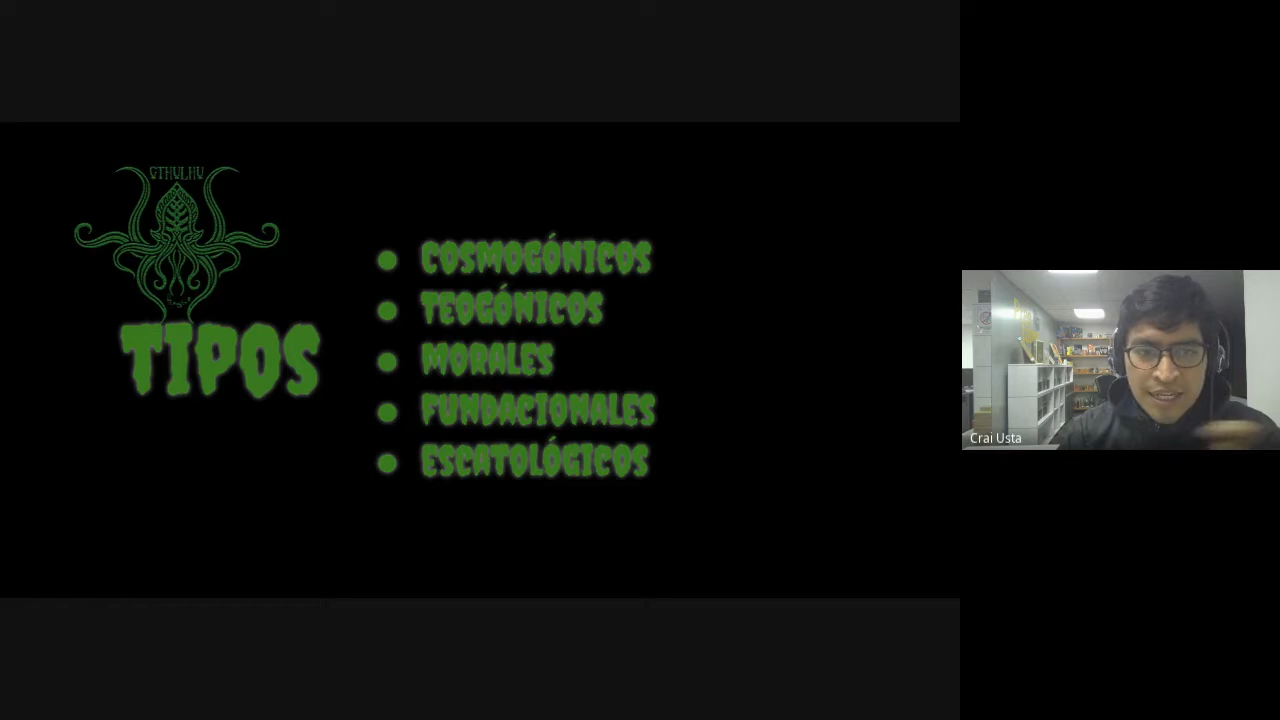 CTHULHU
TIPOS
● COSMOGÓNICOS
● TEOGÓNICOS
● MORALES
● FUNDACIONALES
● ESCATOLÓGICOS
Crai Usta